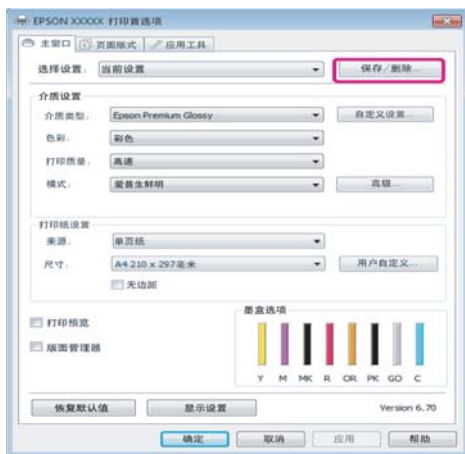 EPSON XXXXX 打印首选项
主窗口 页面版式 应用工具
选择设置: 当前设置 保存/删除...
介质设置
介质类型: Epson Premium Glossy 自定义设置...
色彩: 彩色
打印质量: 高速
模式: 爱普生鲜明 高级...
打印纸设置
来源: 单页纸
尺寸: A4 210 x 297毫米 用户自定义...
无边距
打印预览
版面管理器
墨盒选项
Y M MK R OR PK GO C
恢复默认值 显示设置 Version 6.70
确定 取消 应用 帮助